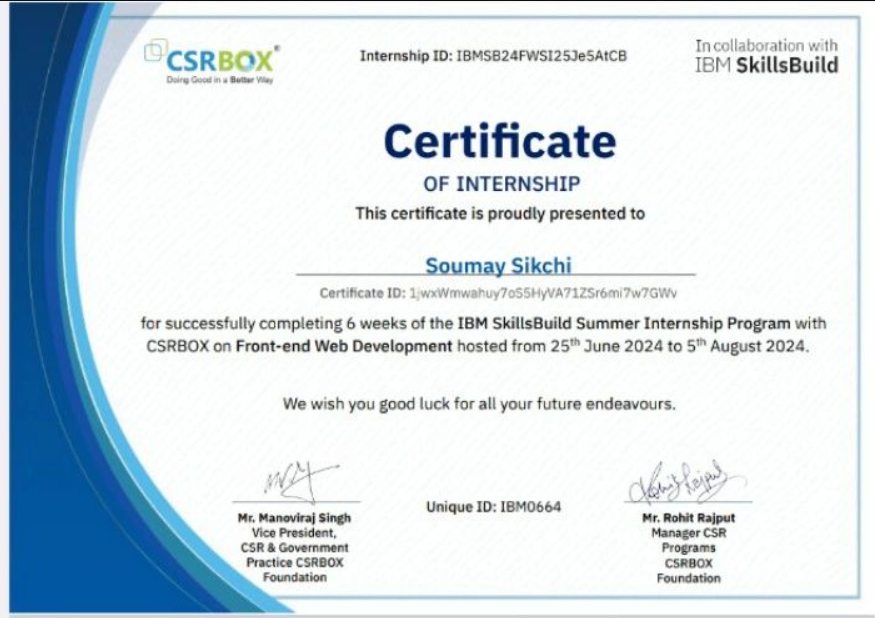 CSRBOX®
Doing Good in a Better Way
Internship ID: IBMSB24FWSI25Je5AtCB
In collaboration with
IBM SkillsBuild
Certificate
OF INTERNSHIP
This certificate is proudly presented to
Soumay Sikchi
Certificate ID: 1jwxWmwahuy7oS5HyVA71ZSr6mi7w7GWv
for successfully completing 6 weeks of the IBM SkillsBuild Summer Internship Program with
CSRBOX on Front-end Web Development hosted from 25th June 2024 to 5th August 2024.
We wish you good luck for all your future endeavours.
Unique ID: IBM0664
Mr. Manoviraj Singh
Vice President,
CSR & Government
Practice CSRBOX
Foundation
Rohit Rajput
Mr. Rohit Rajput
Manager CSR
Programs
CSRBOX
Foundation